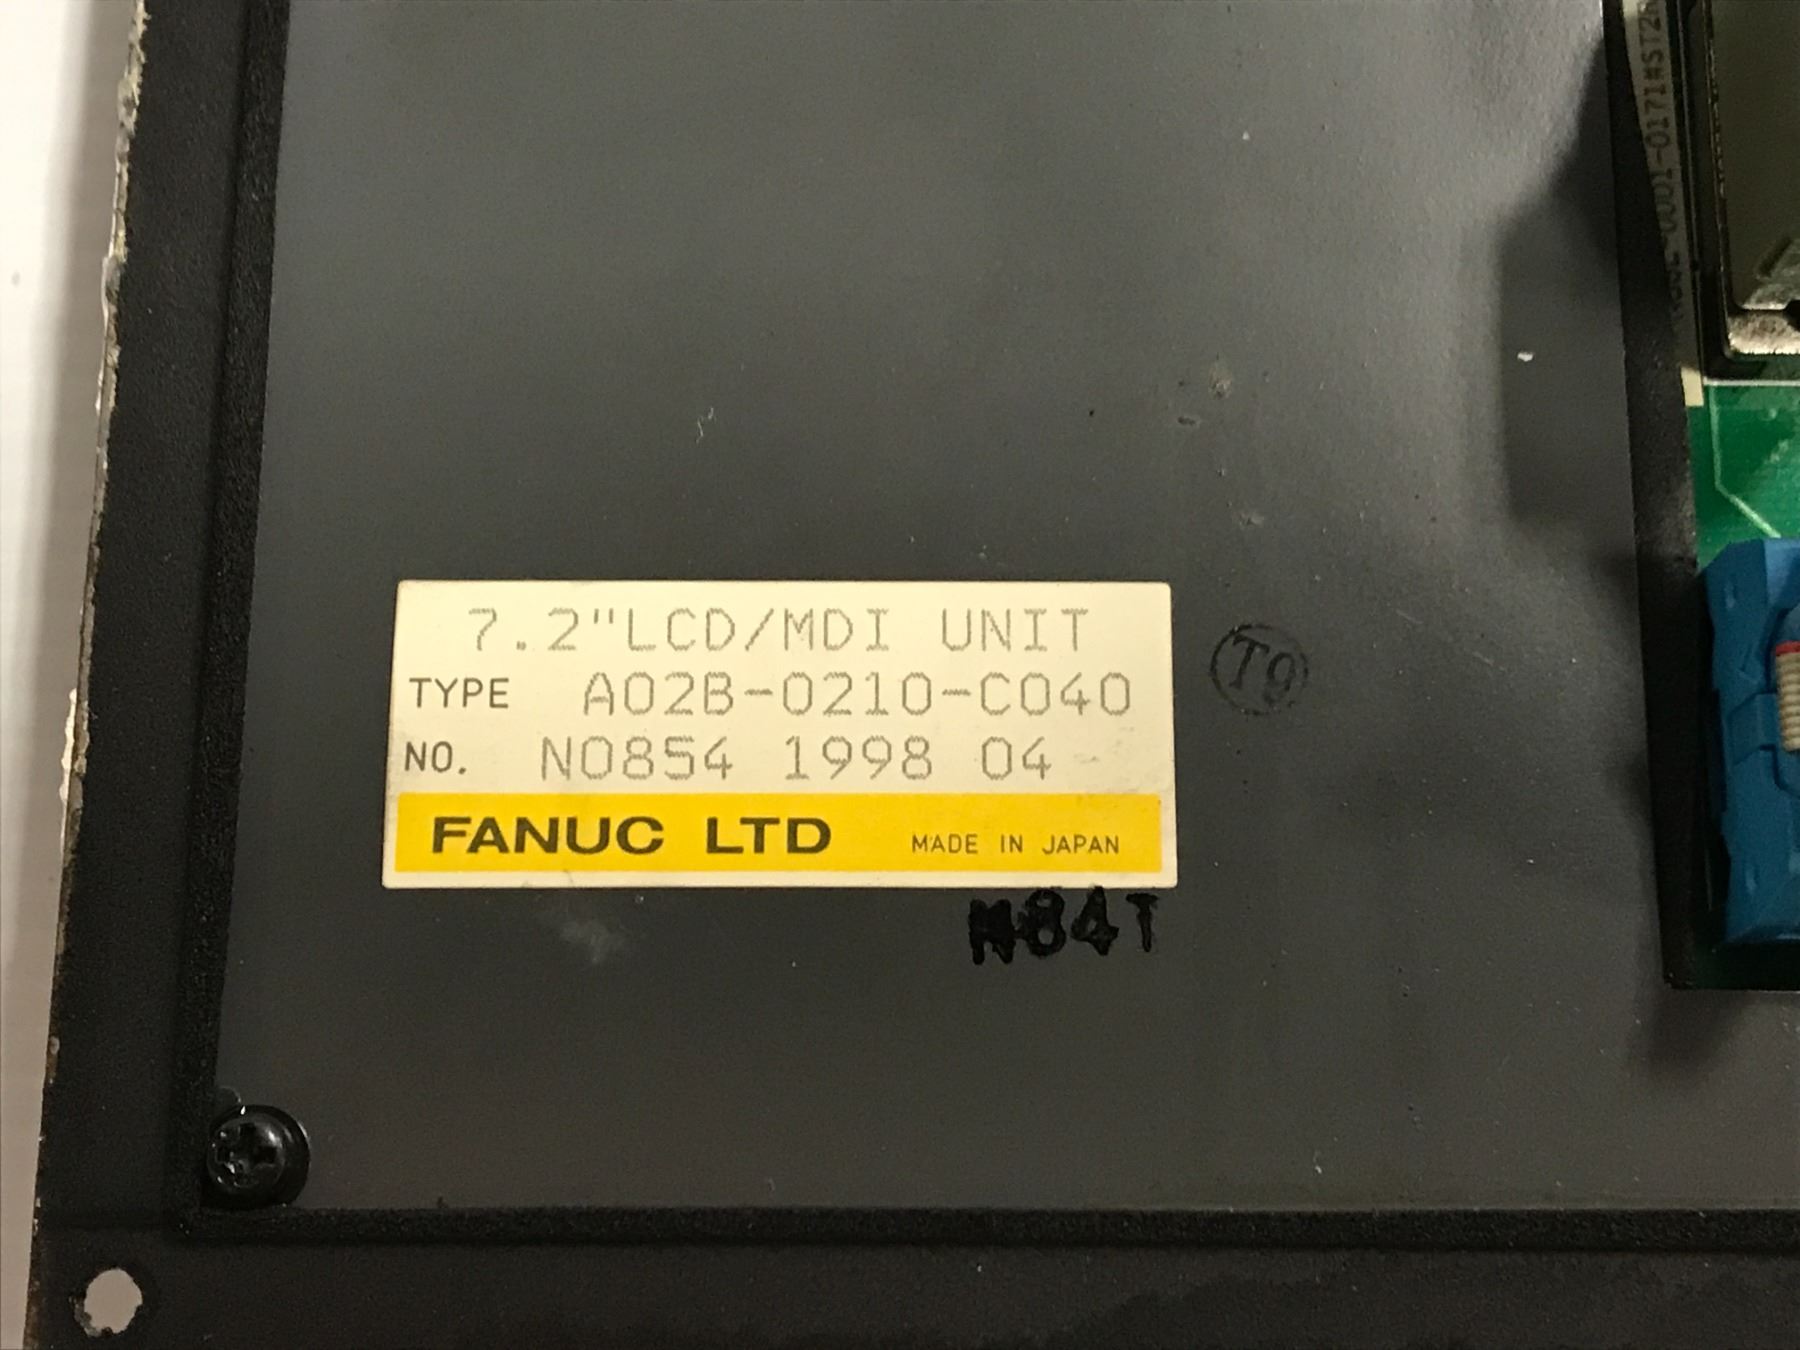 7.2"LCD/MDI UNIT
TYPE A02B-0210-C040
NO. N0854 1998 04
FANUC LTD MADE IN JAPAN
T9
84T